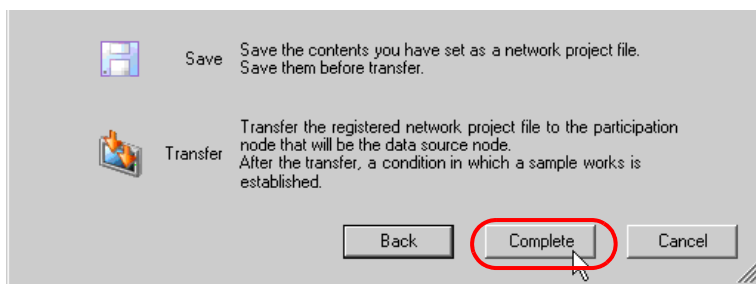 Save
Save the contents you have set as a network project file.
Save them before transfer.
Transfer
Transfer the registered network project file to the participation
node that will be the data source node.
After the transfer, a condition in which a sample works is
established.
Back
Complete
Cancel